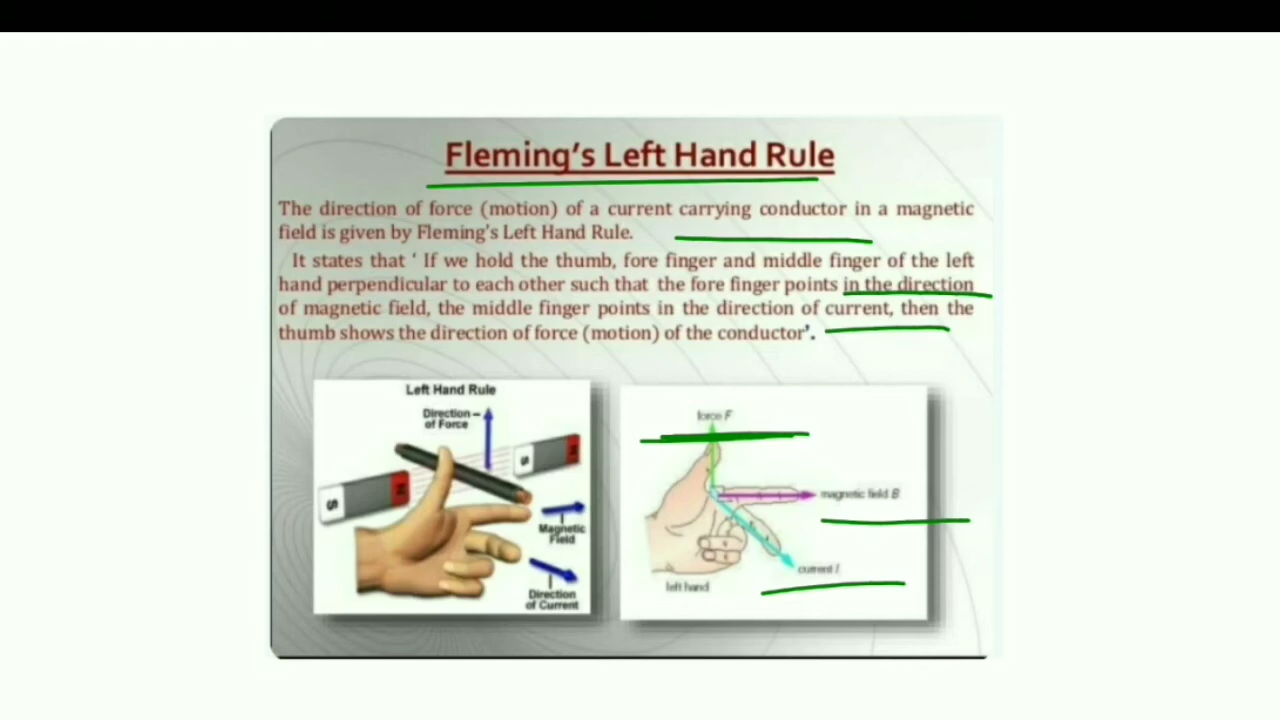 Fleming's Left Hand Rule
The direction of force (motion) of a current carrying conductor in a magnetic
field is given by Fleming's Left Hand Rule.
It states that ‘ If we hold the thumb, fore finger and middle finger of the left
hand perpendicular to each other such that the fore finger points in the direction
of magnetic field, the middle finger points in the direction of current, then the
thumb shows the direction of force (motion) of the conductor’.
Left Hand Rule
Direction
of Force
S
N
S
N
Magnetic
Field
Direction
of Current
force F
magnetic field B
current I
left hand